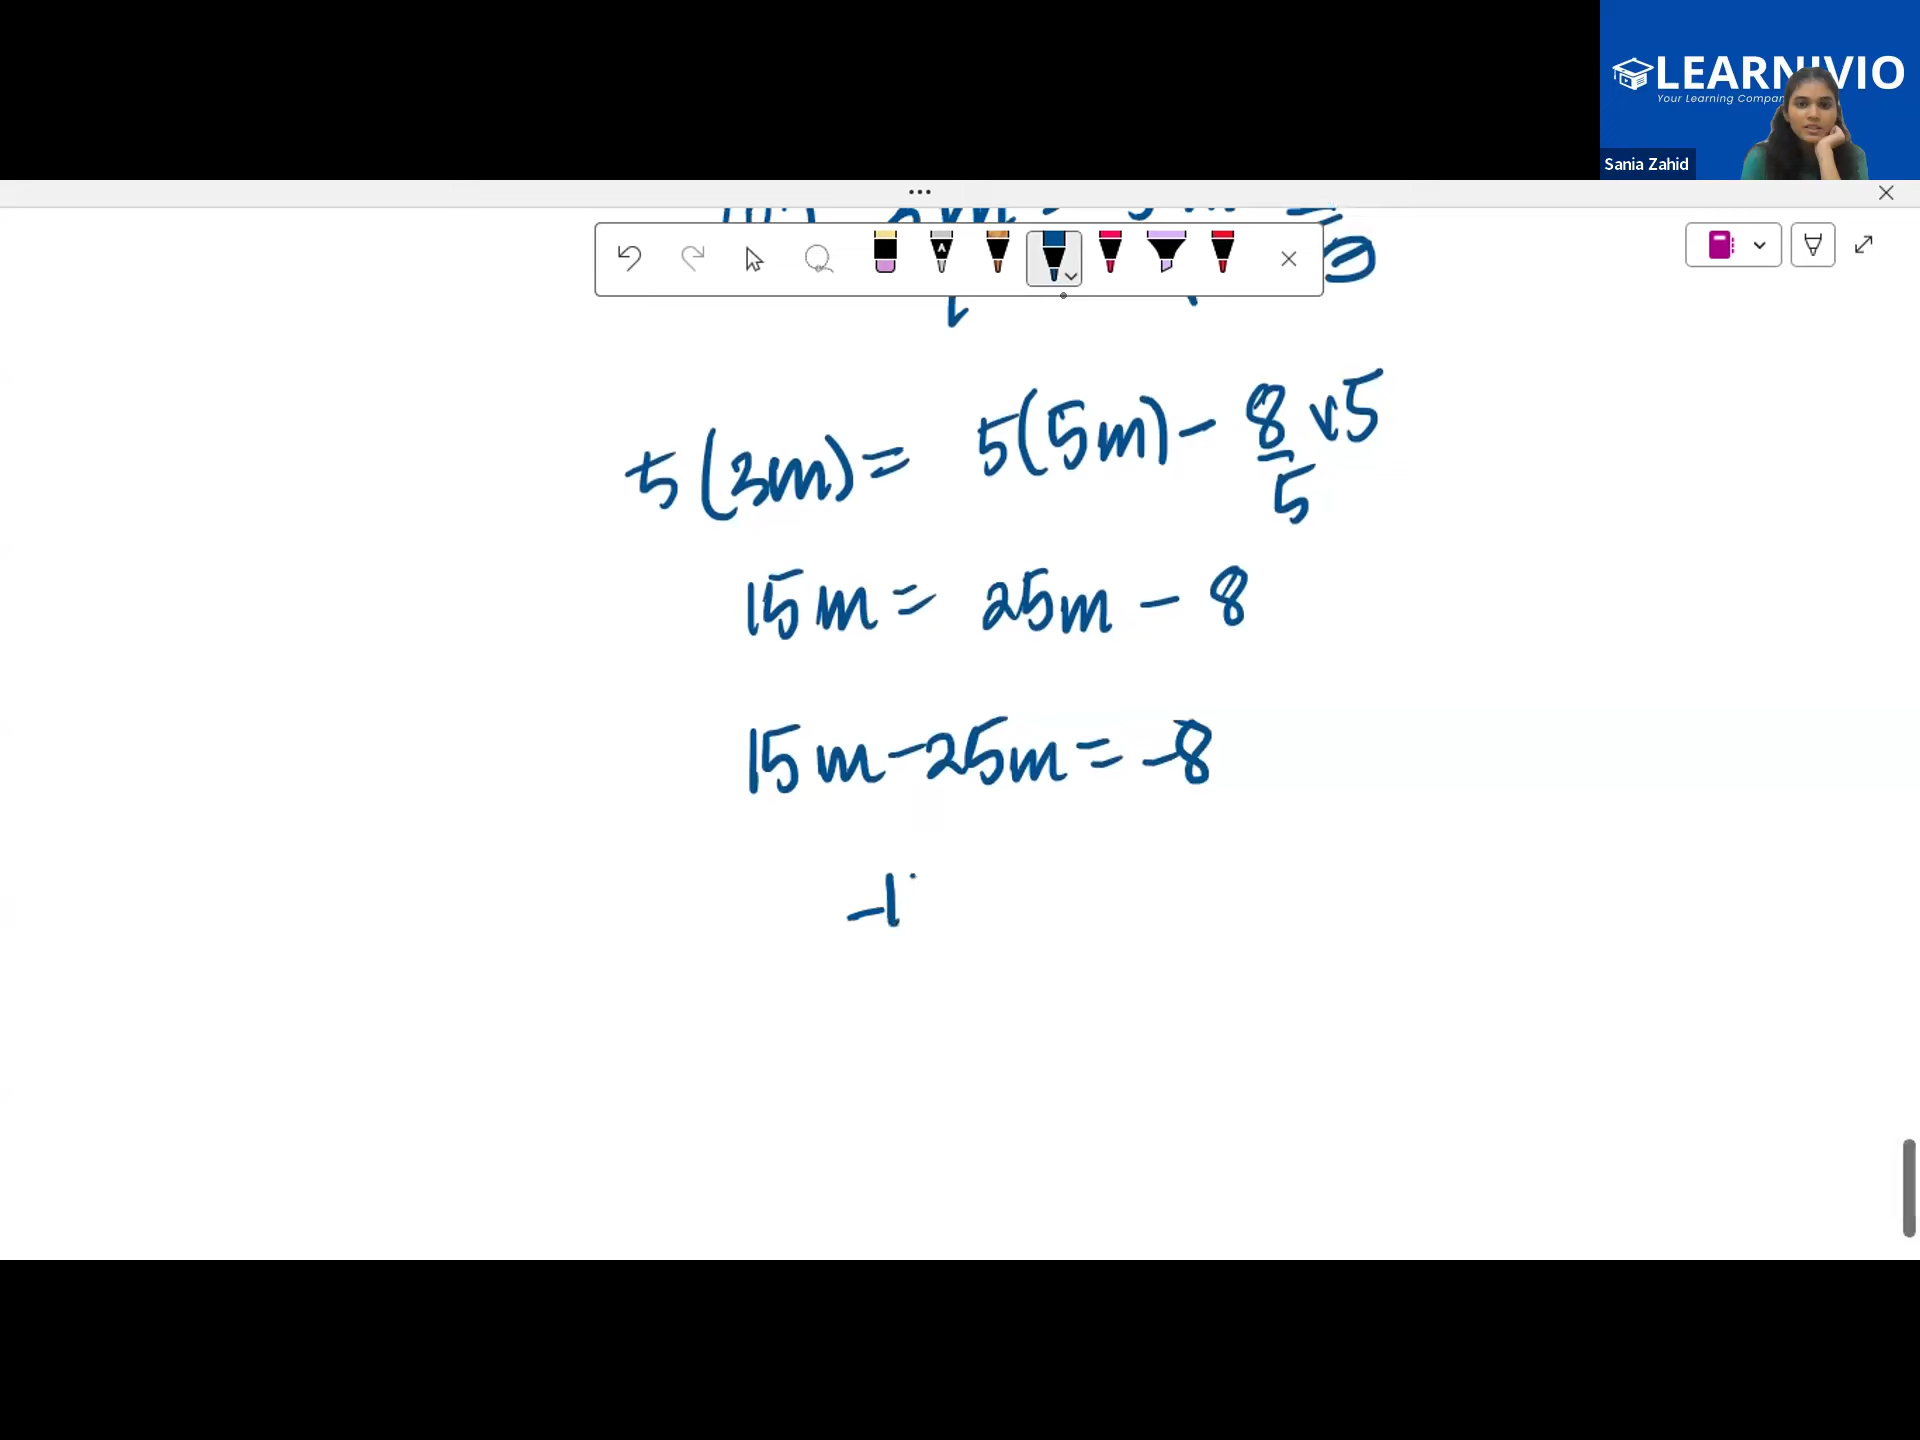 LEARNIVIO
Your Learning Compan
Sania Zahid
5(3m) = 5(5m) - 8/5 x5
15m = 25m - 8
15m - 25m = -8
-1